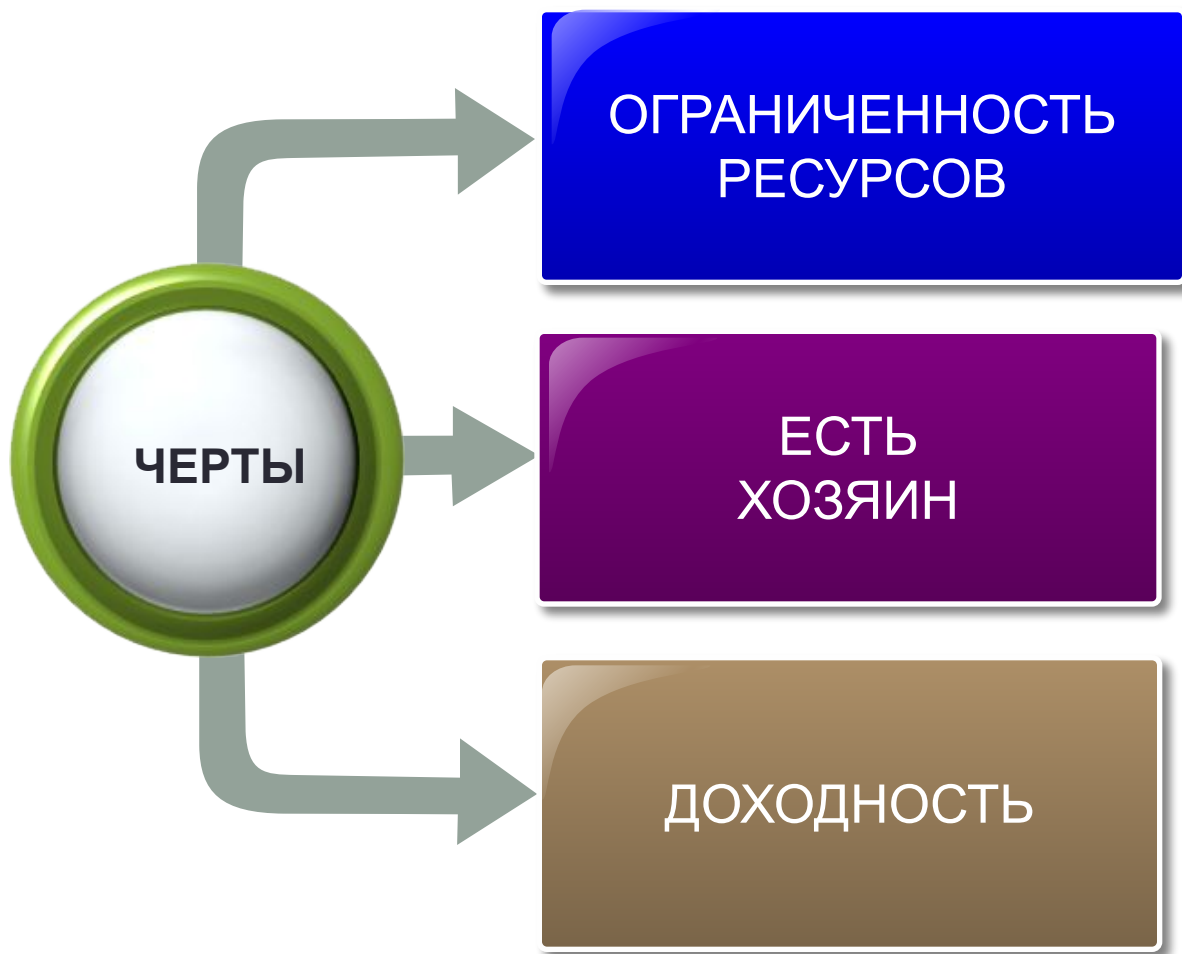 ОГРАНИЧЕННОСТЬ
РЕСУРСОВ
ЧЕРТЫ
ЕСТЬ
ХОЗЯИН
ДОХОДНОСТЬ